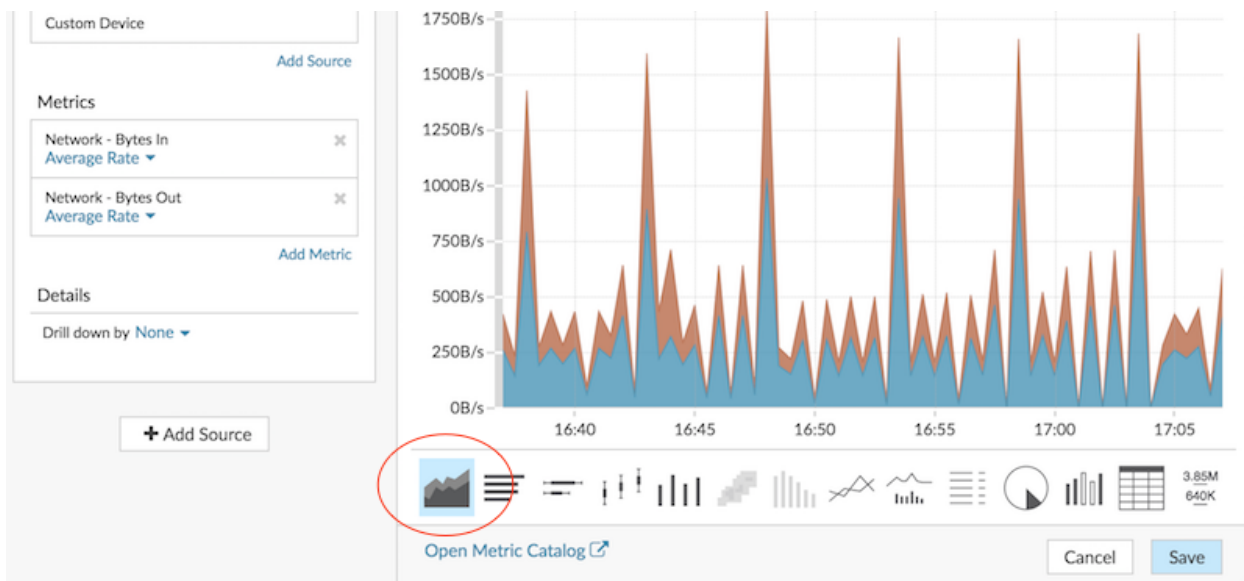 Custom Device
Add Source
Metrics
Network - Bytes In
Average Rate
Network - Bytes Out
Average Rate
Add Metric
Details
Drill down by None
+ Add Source
1750B/s
1500B/s
1250B/s
1000B/s
750B/s
500B/s
250B/s
0B/s
16:40 16:45 16:50 16:55 17:00 17:05
3.85M
640K
Open Metric Catalog
Cancel Save